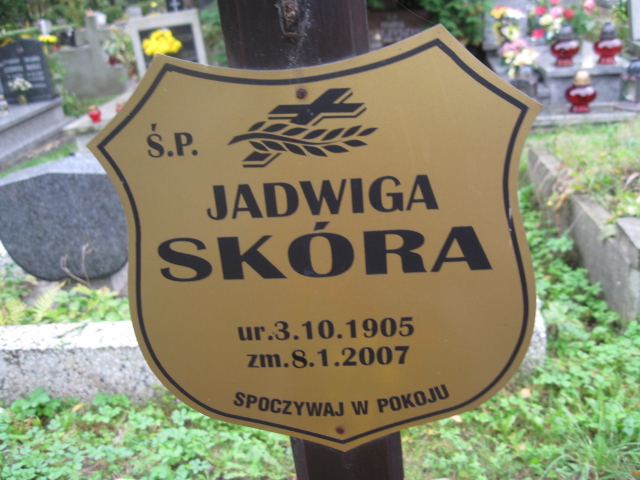 Ś.P.
JADWIGA
SKÓRA
ur.3.10.1905
zm.8.1.2007
SPOCZYWAJ W POKOJU